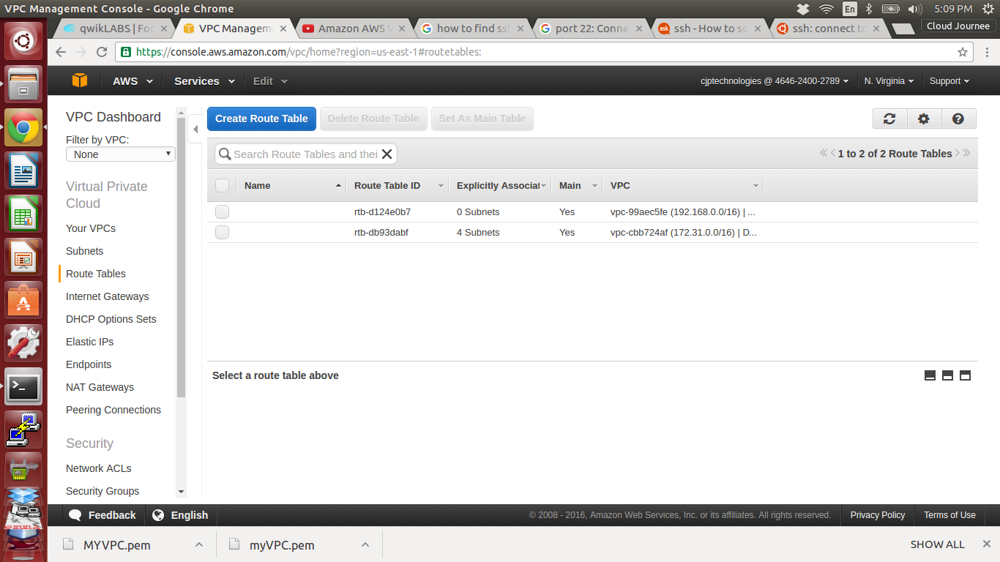 VPC Management Console - Google Chrome
En
5:09 PM
qwikLABS | Foc
VPC Managem
Amazon AWS V
how to find ssh
port 22: Conne
ask
ssh - How to so
ssh: connect to
Cloud Journee
https://console.aws.amazon.com/vpc/home?region=us-east-1#routetables:
AWS
Services
Edit
cjptechnologies @ 4646-2400-2789
N. Virginia
Support
VPC Dashboard
Filter by VPC:
None
Virtual Private
Cloud
Your VPCs
Subnets
Route Tables
Internet Gateways
DHCP Options Sets
Elastic IPs
Endpoints
NAT Gateways
Peering Connections
Security
Network ACLs
Security Groups
Create Route Table
Delete Route Table
Set As Main Table
Search Route Tables and thei
1 to 2 of 2 Route Tables
Name
Route Table ID
Explicitly Associat
Main
VPC
rtb-d124e0b7 0 Subnets Yes vpc-99aec5fe (192.168.0.0/16) | ...
rtb-db93dabf 4 Subnets Yes vpc-cbb724af (172.31.0.0/16) | D...
Select a route table above
Feedback
English
© 2008 - 2016, Amazon Web Services, Inc. or its affiliates. All rights reserved.
Privacy Policy
Terms of Use
MYVPC.pem
myVPC.pem
SHOW ALL